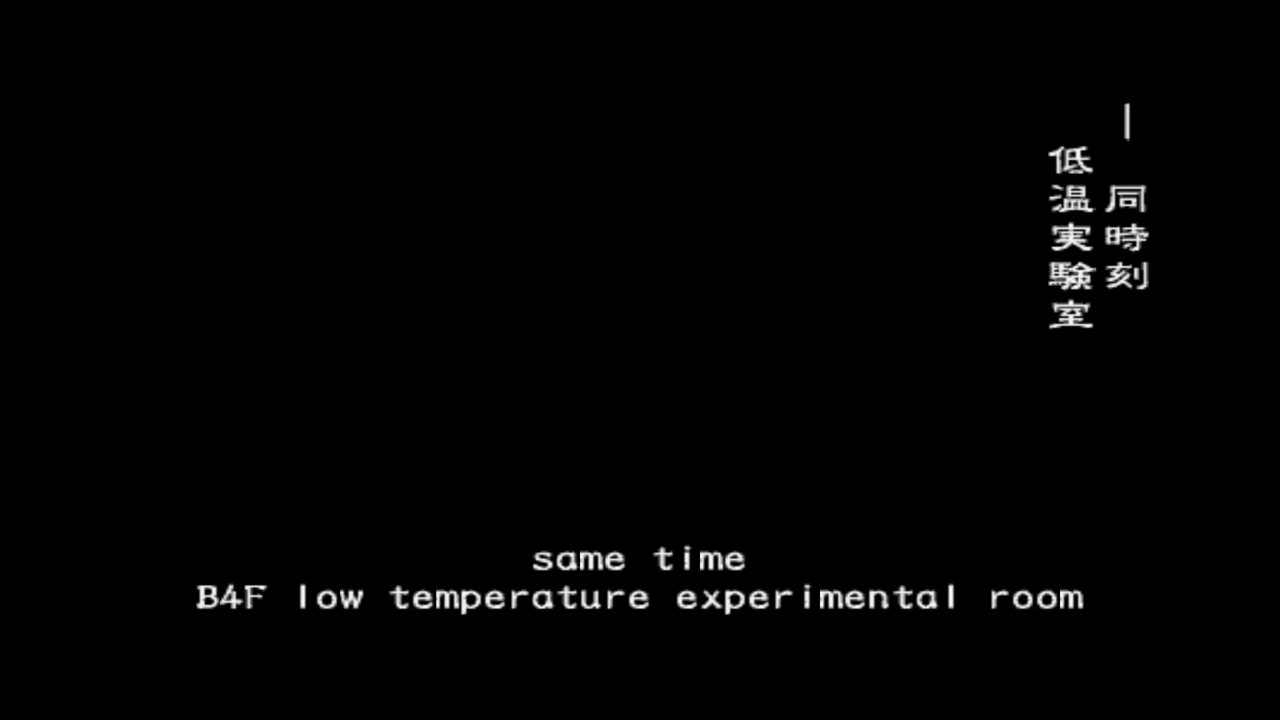 |同時刻
低温実験室
same time
B4F low temperature experimental room